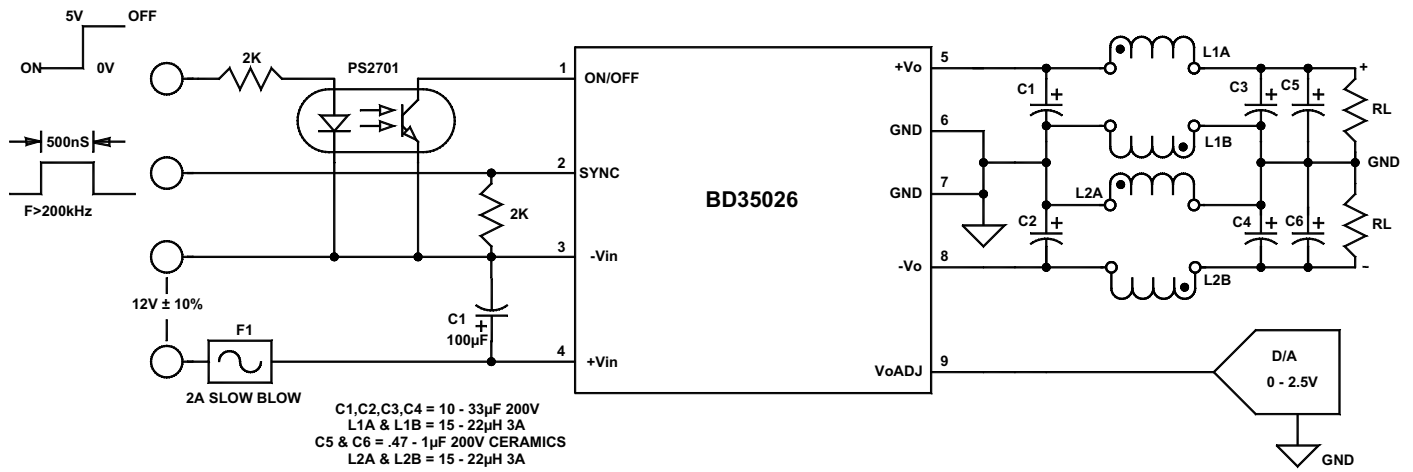 5V OFF
ON 0V
2K
PS2701
500nS
F>200kHz
1 ON/OFF
2 SYNC
2K
3 -Vin
12V ± 10%
C1
100µF
F1
4 +Vin
2A SLOW BLOW
BD35026
+Vo 5
GND 6
GND 7
-Vo 8
VoADJ 9
L1A
C1 + C3 + C5 + +
RL
L1B
GND
L2A
C2 + C4 + C6 + RL
L2B -
+
D/A
0 - 2.5V
GND
C1,C2,C3,C4 = 10 - 33µF 200V
L1A & L1B = 15 - 22µH 3A
C5 & C6 = .47 - 1µF 200V CERAMICS
L2A & L2B = 15 - 22µH 3A